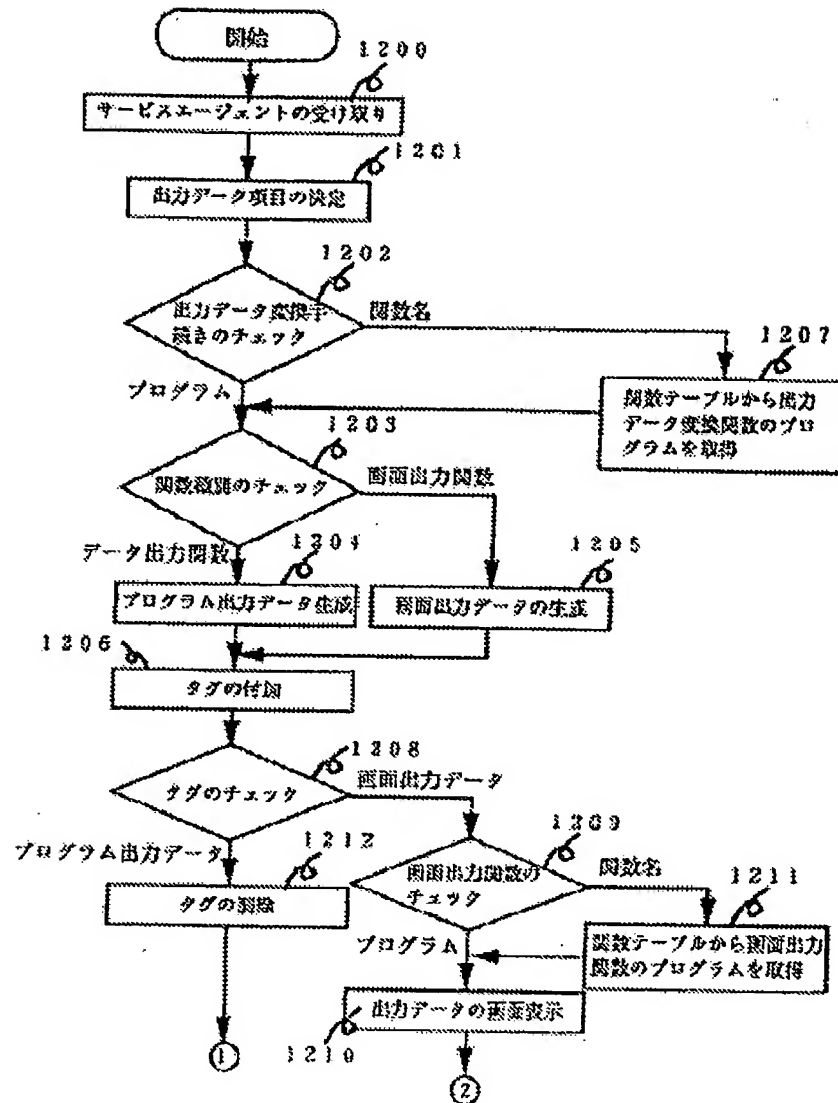 開始
1200
サービスエージェントの受け取り
1201
出力データ項目の決定
1202
出力データ変換手
続きのチェック
関数名
1207
プログラム
関数テーブルから出力
データ変換関数のプロ
グラムを取得
1203
関数種別のチェック
画面出力関数
データ出力関数
1204
1205
プログラム出力データ生成
画面出力データの生成
1206
タグの付加
1208
タグのチェック
画面出力データ
1209
プログラム出力データ
1212
画面出力関数の
チェック
関数名
1211
タグの削除
プログラム
関数テーブルから画面出力
関数のプログラムを取得
出力データの画面表示
1210
①
②